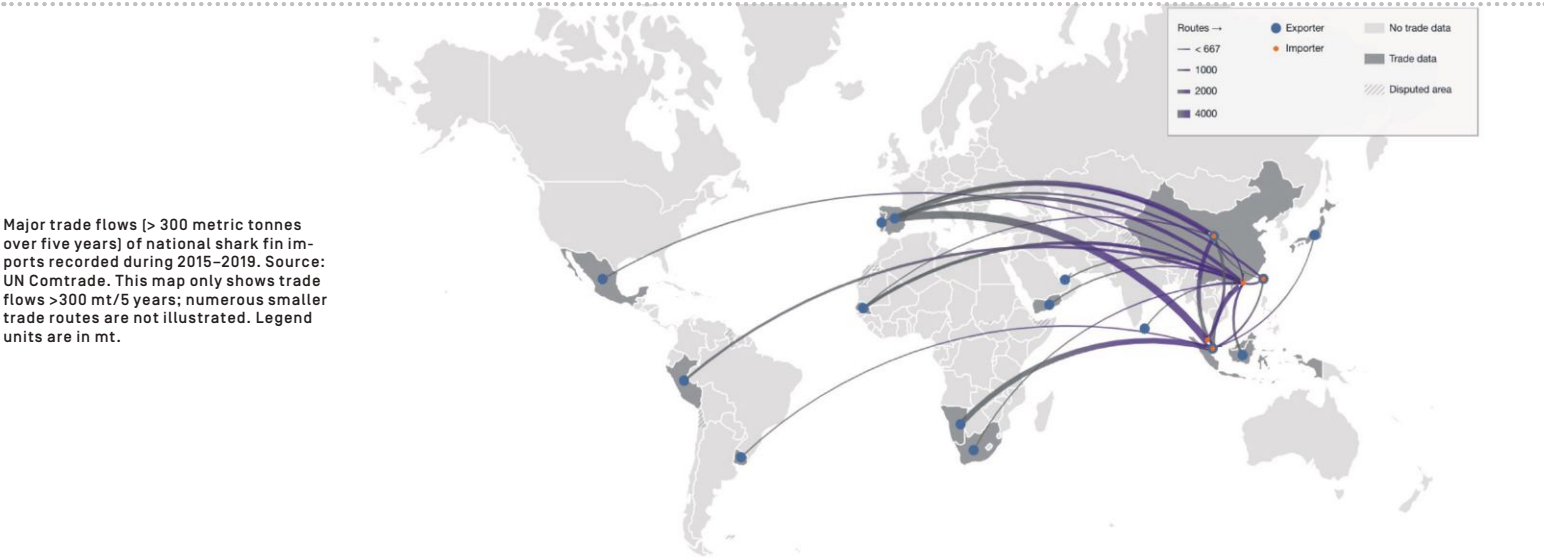 Major trade flows (> 300 metric tonnes
over five years) of national shark fin im-
ports recorded during 2015–2019. Source:
UN Comtrade. This map only shows trade
flows >300 mt/5 years; numerous smaller
trade routes are not illustrated. Legend
units are in mt.
Routes →
< 667
1000
2000
4000
Exporter
Importer
No trade data
Trade data
Disputed area